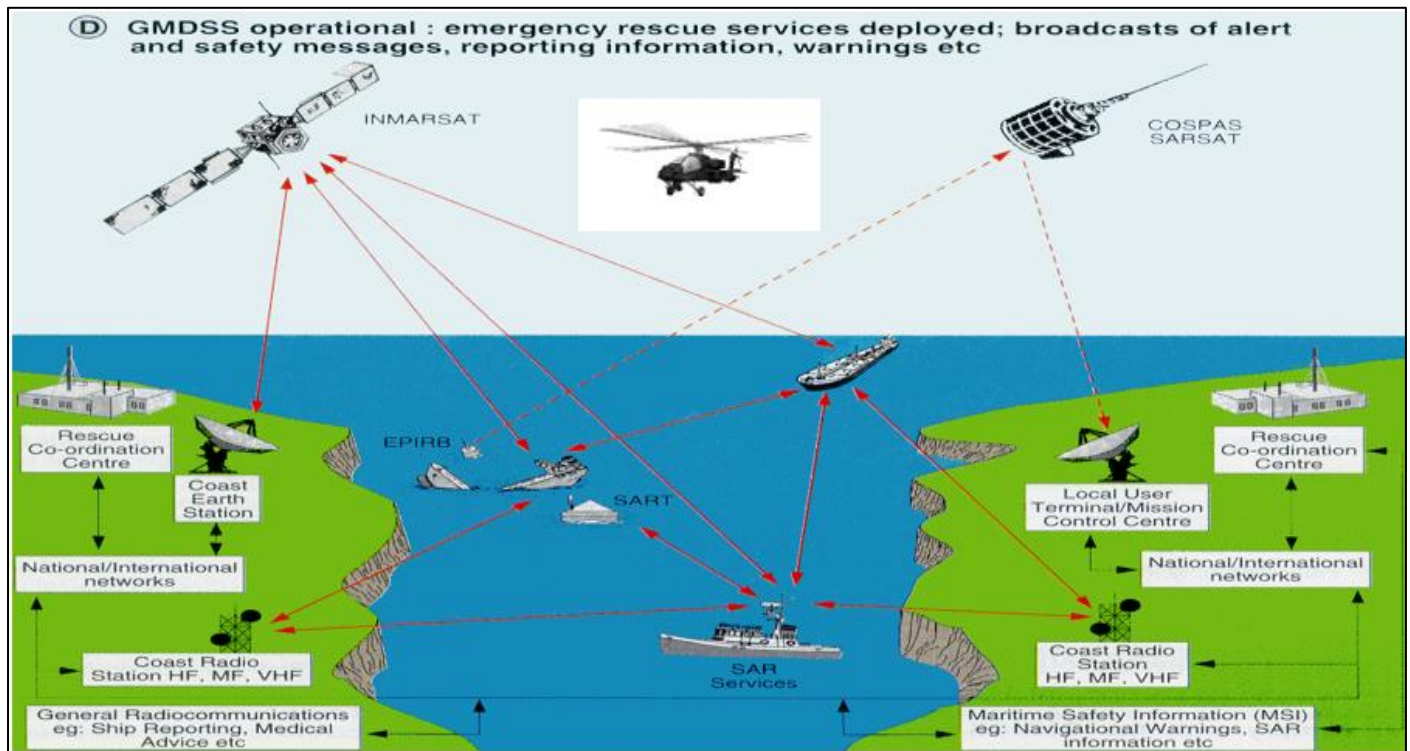 D GMDSS operational : emergency rescue services deployed; broadcasts of alert
and safety messages, reporting information, warnings etc
INMARSAT
COSPAS
SARSAT
Rescue
Co-ordination
Centre
Coast
Earth
Station
National/International
networks
Coast Radio
Station HF, MF, VHF
General Radiocommunications
eg: Ship Reporting, Medical
Advice etc
EPIRB
SART
SAR
Services
Rescue
Co-ordination
Centre
Local User
Terminal/Mission
Control Centre
National/International
networks
Coast Radio
Station
HF, MF, VHF
Maritime Safety Information (MSI)
eg: Navigational Warnings, SAR
information etc